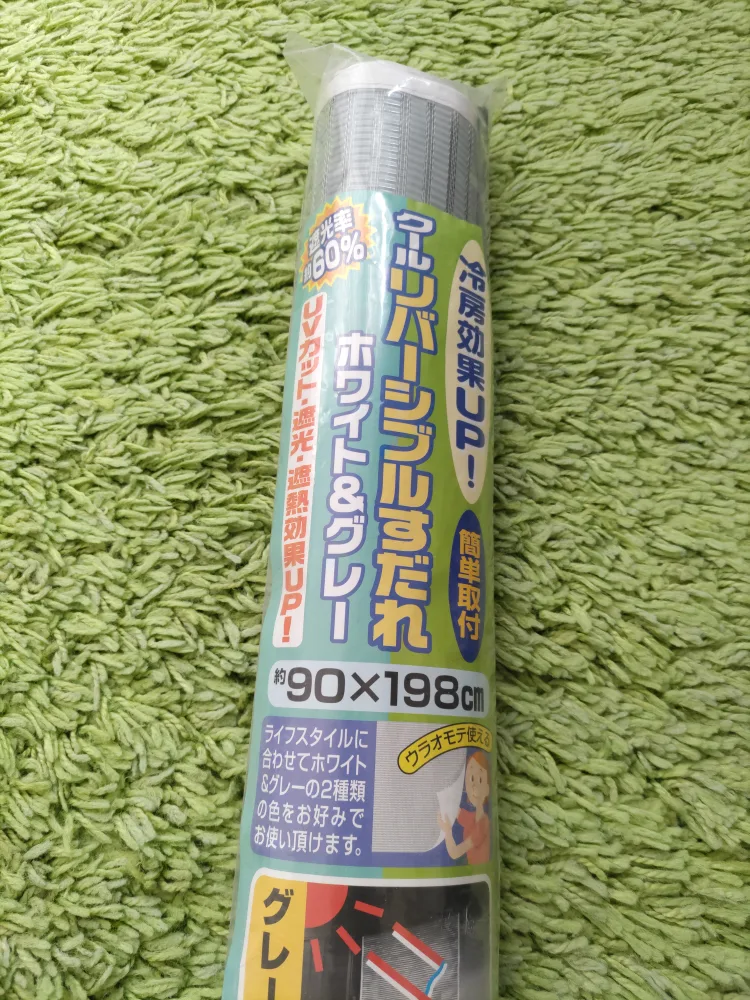 冷房効果UP!
簡単取付
クールリバーシブルすだれ
ホワイト&グレー
遮光率
約60%
UVカット・遮光・遮熱効果UP!
約90×198cm
ライフスタイルに
合わせてホワイト
&グレーの2種類
の色をお好みで
お使い頂けます。
ウラオモテ使える
グレー